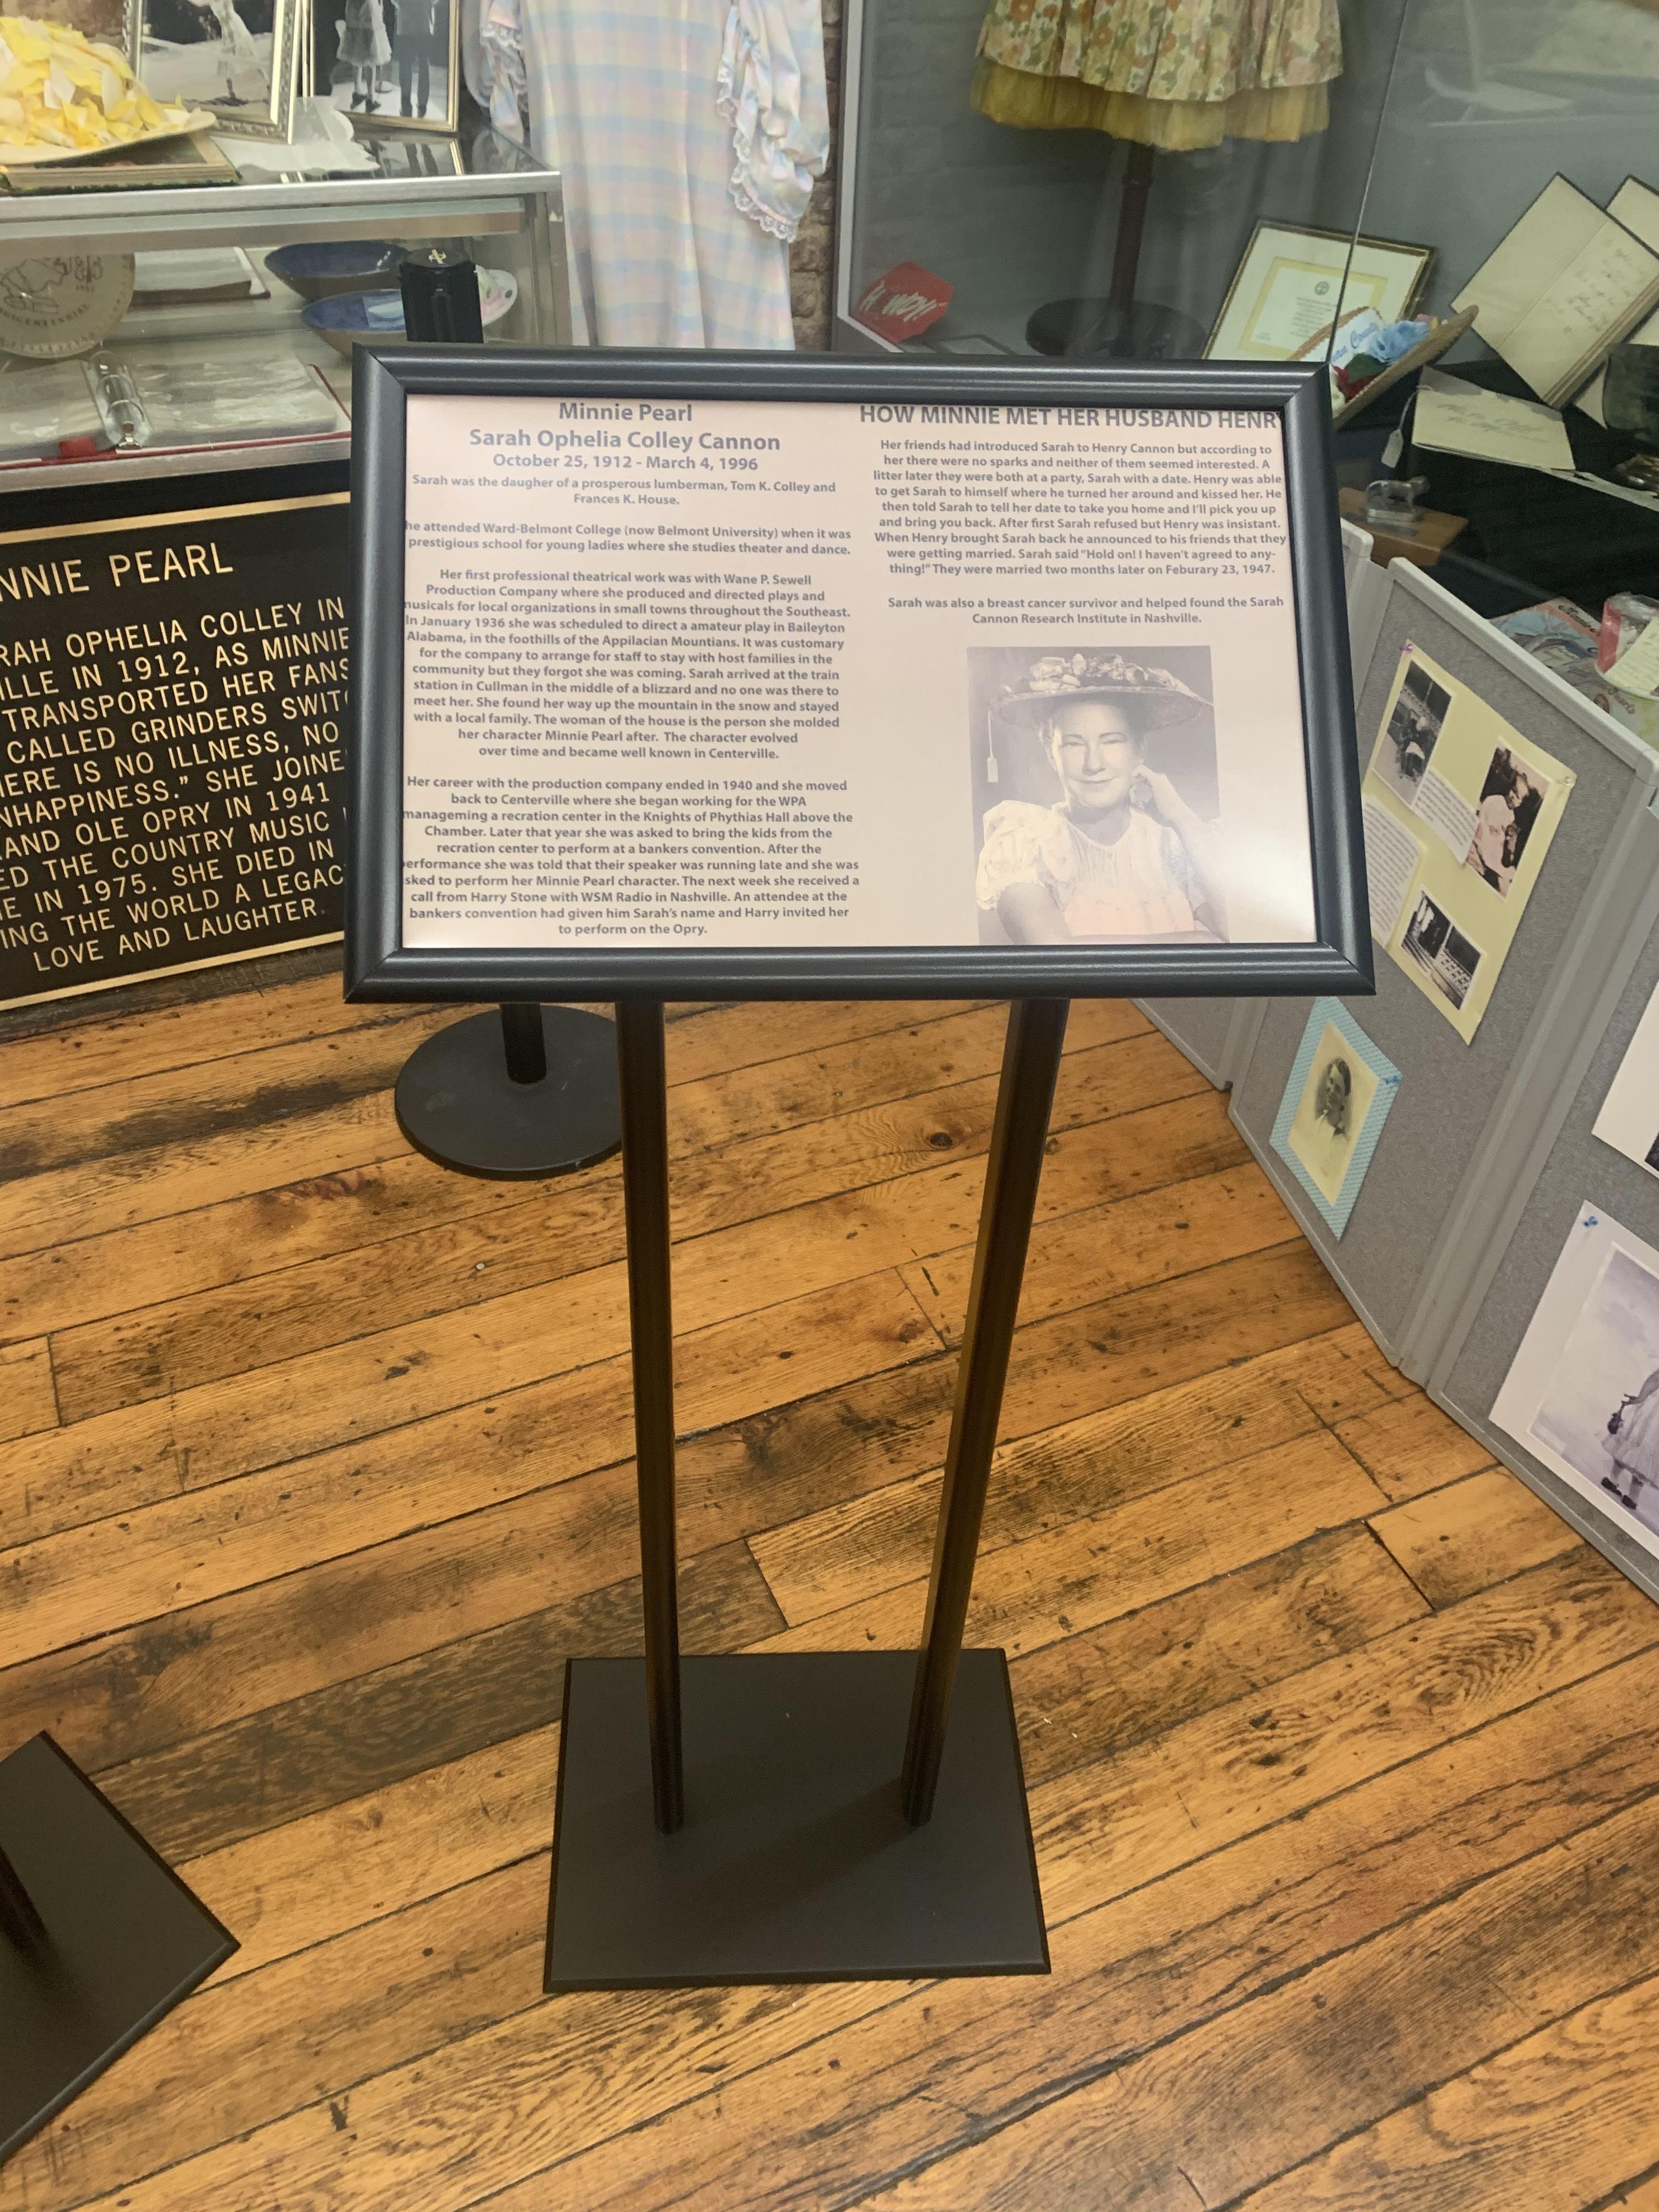 Minnie Pearl
Sarah Ophelia Colley Cannon
October 25, 1912 - March 4, 1996
Sarah was the daugher of a prosperous lumberman, Tom K. Colley and
Frances K. House.
he attended Ward-Belmont College (now Belmont University) when it was
prestigious school for young ladies where she studies theater and dance.
Her first professional theatrical work was with Wane P. Sewell
Production Company where she produced and directed plays and
musicals for local organizations in small towns throughout the Southeast.
In January 1936 she was scheduled to direct a amateur play in Baileyton
Alabama, in the foothills of the Appilacian Mountians. It was customary
for the company to arrange for staff to stay with host families in the
community but they forgot she was coming. Sarah arrived at the train
station in Cullman in the middle of a blizzard and no one was there to
meet her. She found her way up the mountain in the snow and stayed
with a local family. The woman of the house is the person she molded
her character Minnie Pearl after. The character evolved
over time and became well known in Centerville.
Her career with the production company ended in 1940 and she moved
back to Centerville where she began working for the WPA
manageming a recration center in the Knights of Phythias Hall above the
Chamber. Later that year she was asked to bring the kids from the
recration center to perform at a bankers convention. After the
erformance she was told that their speaker was running late and she was
sked to perform her Minnie Pearl character. The next week she received a
call from Harry Stone with WSM Radio in Nashville. An attendee at the
bankers convention had given him Sarah's name and Harry invited her
to perform on the Opry.
HOW MINNIE MET HER HUSBAND HENRY
Her friends had introduced Sarah to Henry Cannon but according to
her there were no sparks and neither of them seemed interested. A
litter later they were both at a party, Sarah with a date. Henry was able
to get Sarah to himself where he turned her around and kissed her. He
then told Sarah to tell her date to take you home and I'll pick you up
and bring you back. After first Sarah refused but Henry was insistant.
When Henry brought Sarah back he announced to his friends that they
were getting married. Sarah said "Hold on! I haven't agreed to any-
thing!" They were married two months later on Feburary 23, 1947.
Sarah was also a breast cancer survivor and helped found the Sarah
Cannon Research Institute in Nashville.
NNIE PEARL
RAH OPHELIA COLLEY IN
ILLE IN 1912, AS MINNIE
TRANSPORTED HER FANS
CALLED GRINDERS SWITC
HERE IS NO ILLNESS, NO
NHAPPINESS." SHE JOINE
AND OLE OPRY IN 1941
ED THE COUNTRY MUSIC
E IN 1975. SHE DIED IN
ING THE WORLD A LEGAC
LOVE AND LAUGHTER.